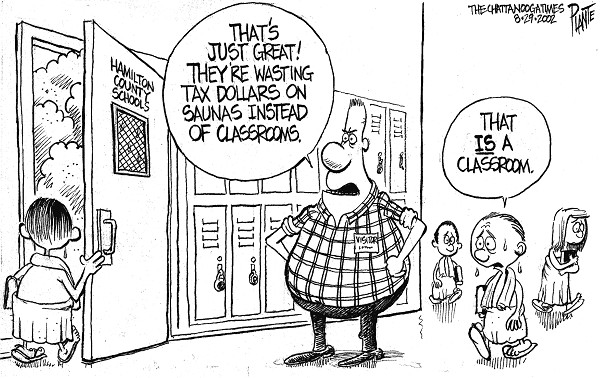 THE CHATTANOOGA TIMES
8-29-2002
PLANTE
HAMILTON
COUNTY
SCHOOLS
THAT'S
JUST GREAT!
THEY'RE WASTING
TAX DOLLARS ON
SAUNAS INSTEAD
OF CLASSROOMS.
VISITOR
THAT
IS A
CLASSROOM.